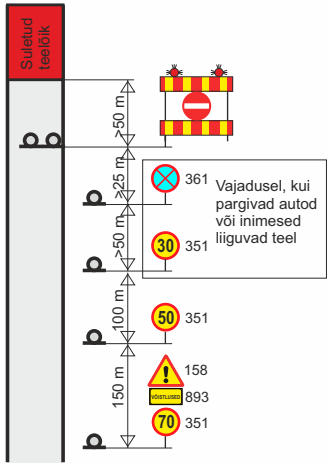 Suletud
teelõik
>50 m
>25 m
361
Vajadusel, kui
pargivad autod
või inimesed
liiguvad teel
>50 m
30
351
100 m
50
351
150 m
!
158
VÕISTLUSED
893
70
351